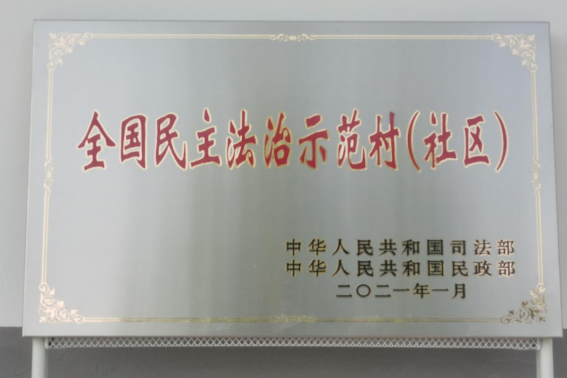 全国民主法治示范村(社区)
中华人民共和国司法部
中华人民共和国民政部
二〇二一年一月